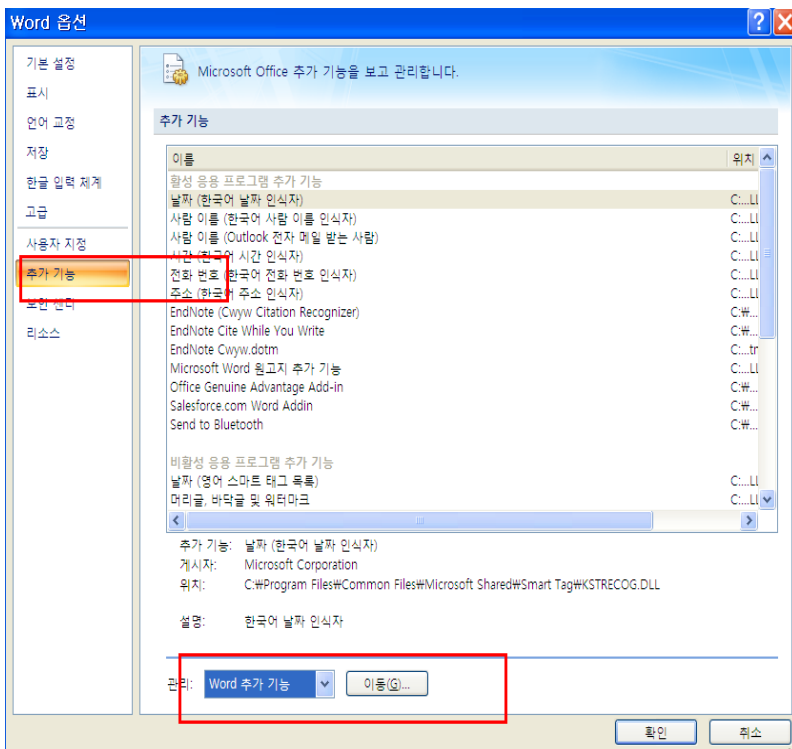 Word 옵션
기본 설정
표시
언어 교정
저장
한글 입력 체계
고급
사용자 지정
추가 기능
보안 센터
리소스
Microsoft Office 추가 기능을 보고 관리합니다.
추가 기능
이름 위치
활성 응용 프로그램 추가 기능
날짜 (한국어 날짜 인식자) C:...LL
사람 이름 (한국어 사람 이름 인식자) C:...LL
사람 이름 (Outlook 전자 메일 받는 사람) C:...LL
시간 (한국어 시간 인식자) C:...LL
전화 번호 (한국어 전화 번호 인식자) C:...LL
주소 (한국어 주소 인식자) C:...LL
EndNote (Cwyw Citation Recognizer) C:₩...
EndNote Cite While You Write C:₩...
EndNote Cwyw.dotm C:...tr
Microsoft Word 원고지 추가 기능 C:...LL
Office Genuine Advantage Add-in C:₩...
Salesforce.com Word Addin C:₩...
Send to Bluetooth C:₩...
비활성 응용 프로그램 추가 기능
날짜 (영어 스마트 태그 목록) C:...LL
머리글, 바닥글 및 워터마크 C:...LL
추가 기능: 날짜 (한국어 날짜 인식자)
게시자: Microsoft Corporation
위치: C:₩Program Files₩Common Files₩Microsoft Shared₩Smart Tag₩KSTRECOG.DLL
설명: 한국어 날짜 인식자
관리: Word 추가 기능 이동(G)...
확인 취소